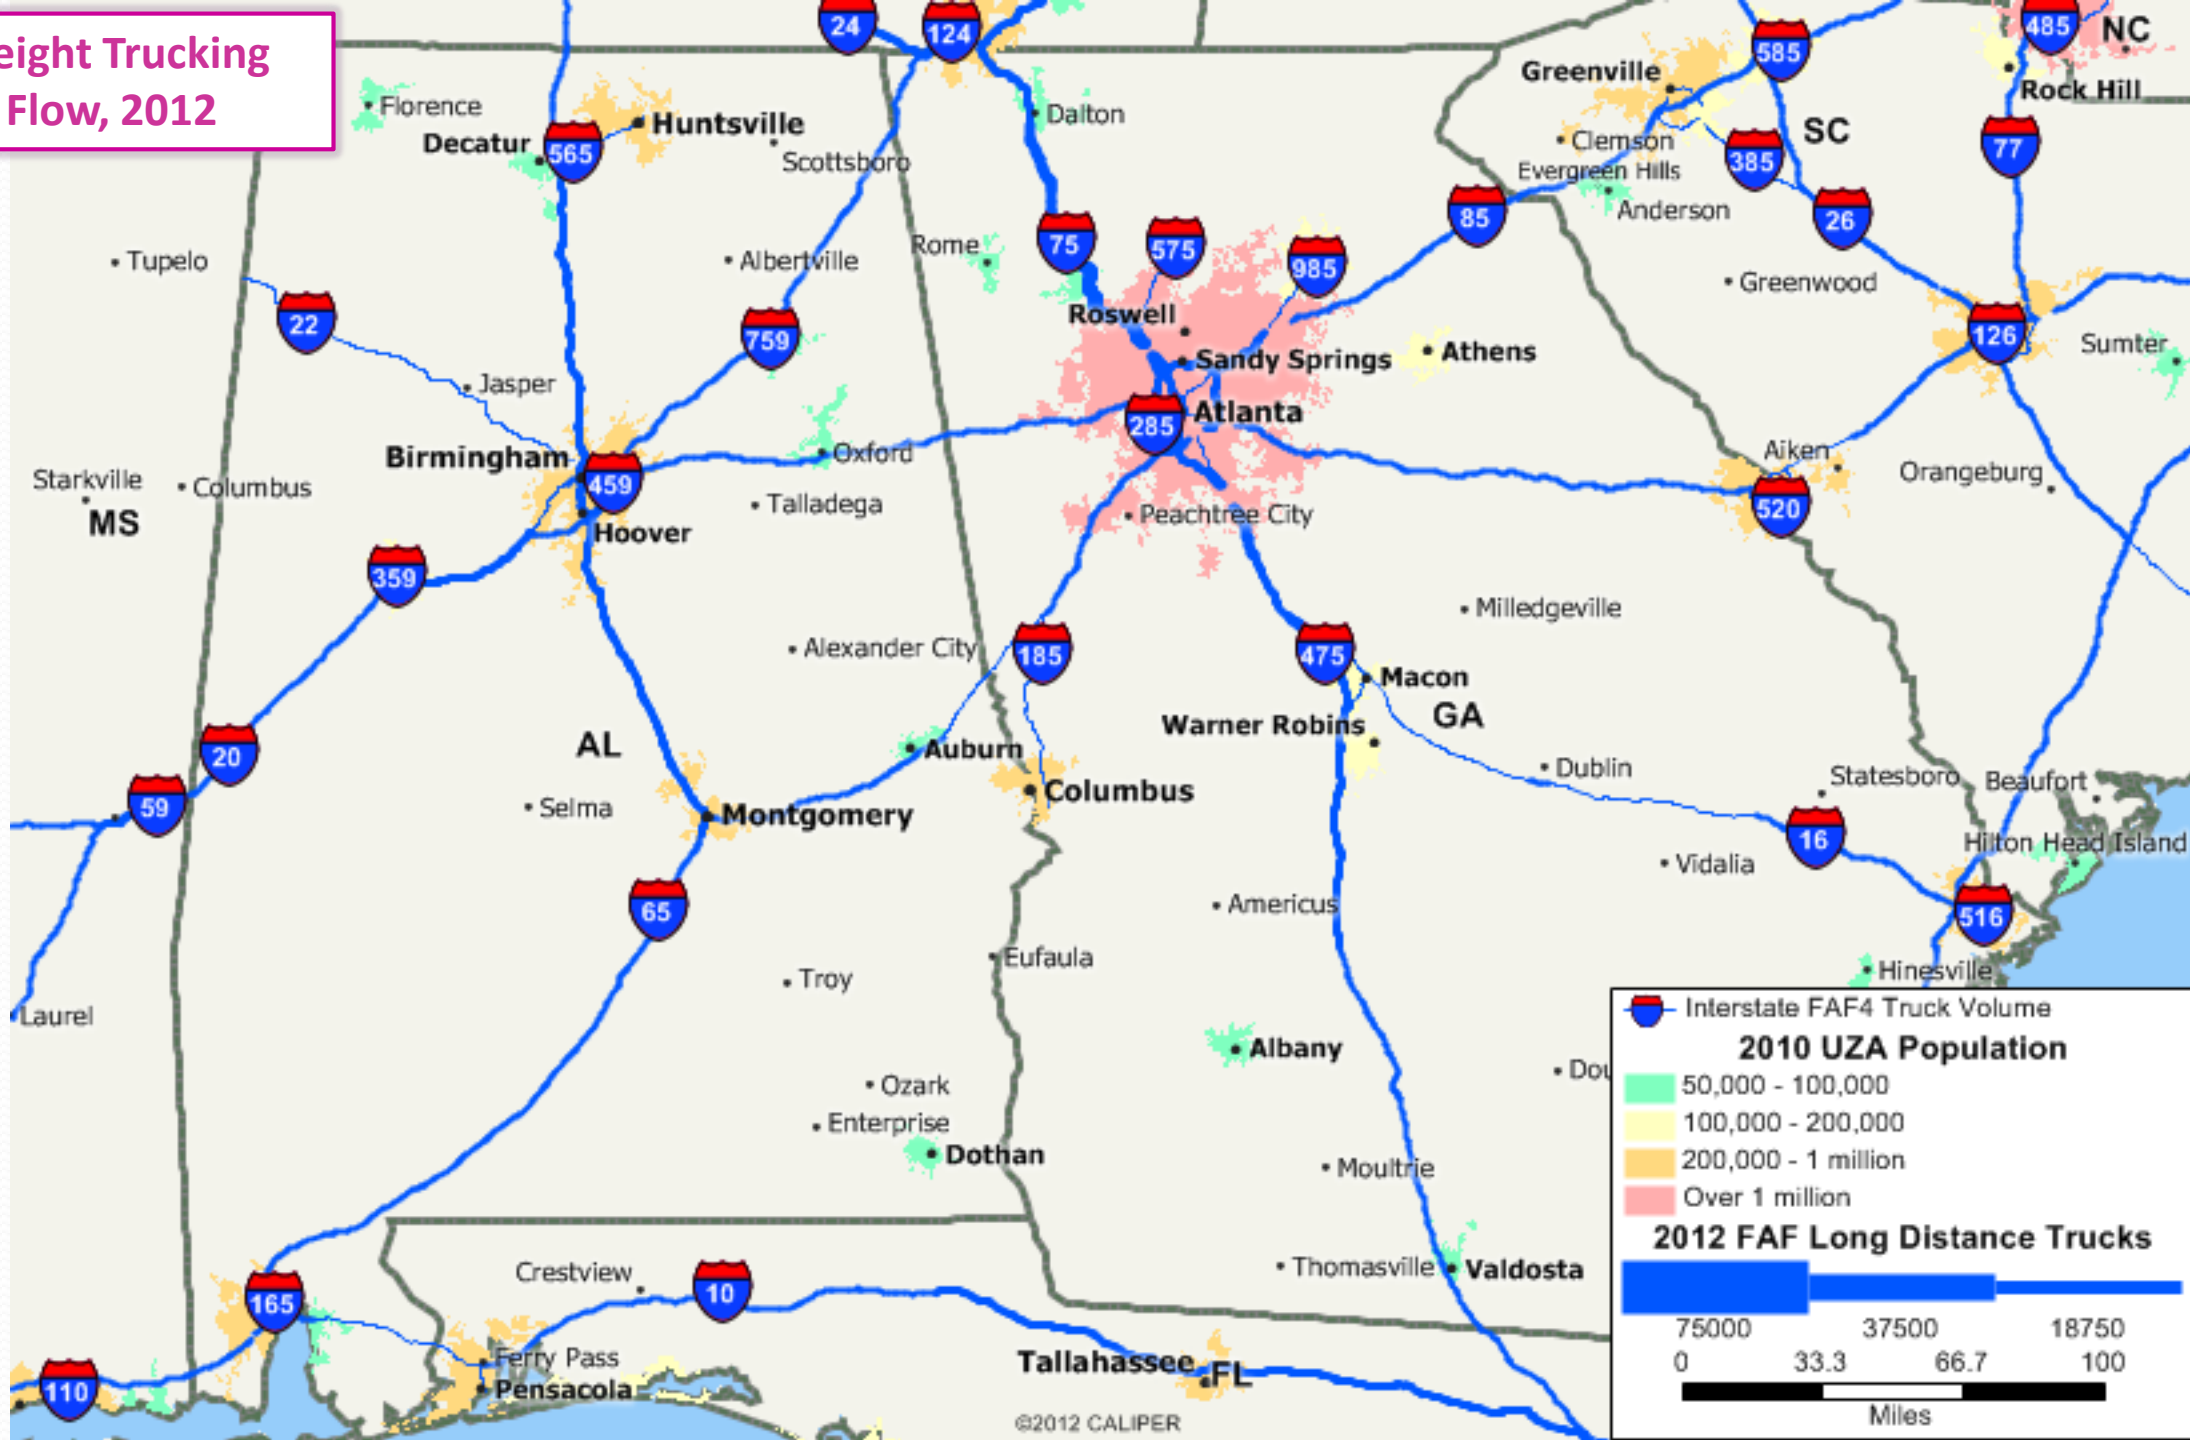 eight Trucking
Flow, 2012
24
124
485
NC
585
Greenville
Rock Hill
Florence
Huntsville
Dalton
Decatur
565
Scottsboro
Clemson
385
SC
77
Evergreen Hills
Anderson
85
26
Tupelo
Albertville
Rome
75
575
985
Greenwood
22
759
Roswell
126
Sumter
Sandy Springs
Athens
Jasper
285
Atlanta
Birmingham
459
Oxford
Aiken
Orangeburg
Starkville
Columbus
MS
Talladega
Peachtree City
520
Hoover
359
Milledgeville
Alexander City
185
475
Macon
GA
Warner Robins
20
AL
Auburn
Dublin
Statesboro
Beaufort
59
Selma
Montgomery
Columbus
16
Hilton Head Island
Vidalia
65
Americus
516
Eufaula
Troy
Hinesville
Laurel
Albany
Dou
Ozark
Enterprise
Dothan
Moultrie
Crestview
10
Thomasville
Valdosta
165
Ferry Pass
Pensacola
Tallahassee
FL
110
©2012 CALIPER
Interstate FAF4 Truck Volume
2010 UZA Population
50,000 - 100,000
100,000 - 200,000
200,000 - 1 million
Over 1 million
2012 FAF Long Distance Trucks
75000 37500 18750
0 33.3 66.7 100
Miles